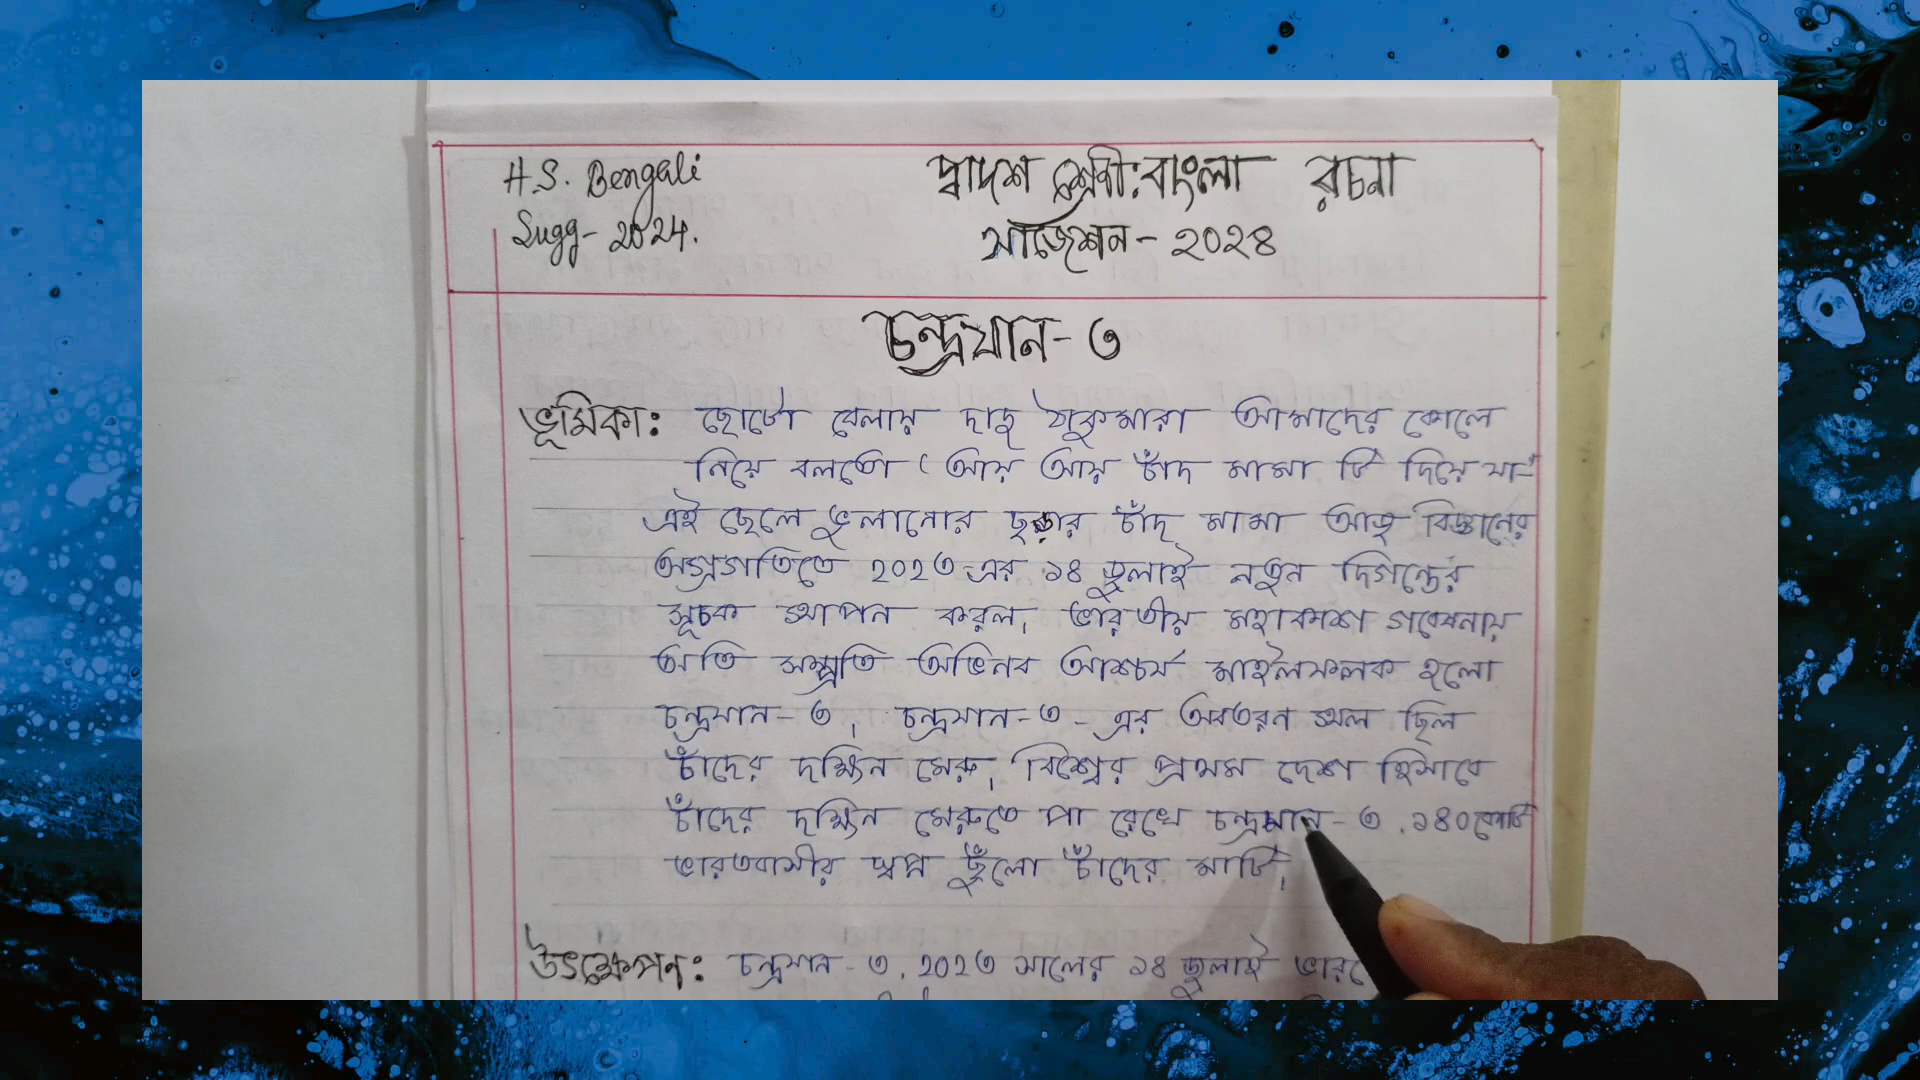 H.S. Bengali
Sugg- 2024.
দ্বাদশ শ্রেণী: বাংলা রচনা
সাজেশন - ২০২৪
চন্দ্রযান - ৩
ভূমিকা: ছোটো বেলায় দাদু ঠাকুমারা আমাদের কোলে
নিয়ে বলতো 'আয় আয় চাঁদ মামা টি দিয়ে যা-'
এই ছেলে ভুলানোর ছড়ার চাঁদ মামা আজ বিজ্ঞানের
অগ্রগতিতে ২০২৩-এর ১৪ জুলাই নতুন দিগন্তের
সূচক স্থাপন করল। ভারতীয় মহাকাশ গবেষনায়
অতি সম্প্রতি অভিনব আশ্চর্য মাইলফলক হলো
চন্দ্রযান - ৩। চন্দ্রযান - ৩ - এর অবতরন স্থল ছিল
চাঁদের দক্ষিন মেরু। বিশ্বের প্রথম দেশ হিসাবে
চাঁদের দক্ষিন মেরুতে পা রেখে চন্দ্রযান - ৩ . ১৪০ কোটি
ভারতবাসীর স্বপ্ন ছুঁলো চাঁদের মাটি।
উৎক্ষেপন: চন্দ্রযান - ৩, ২০২৩ সালের ১৪ জুলাই